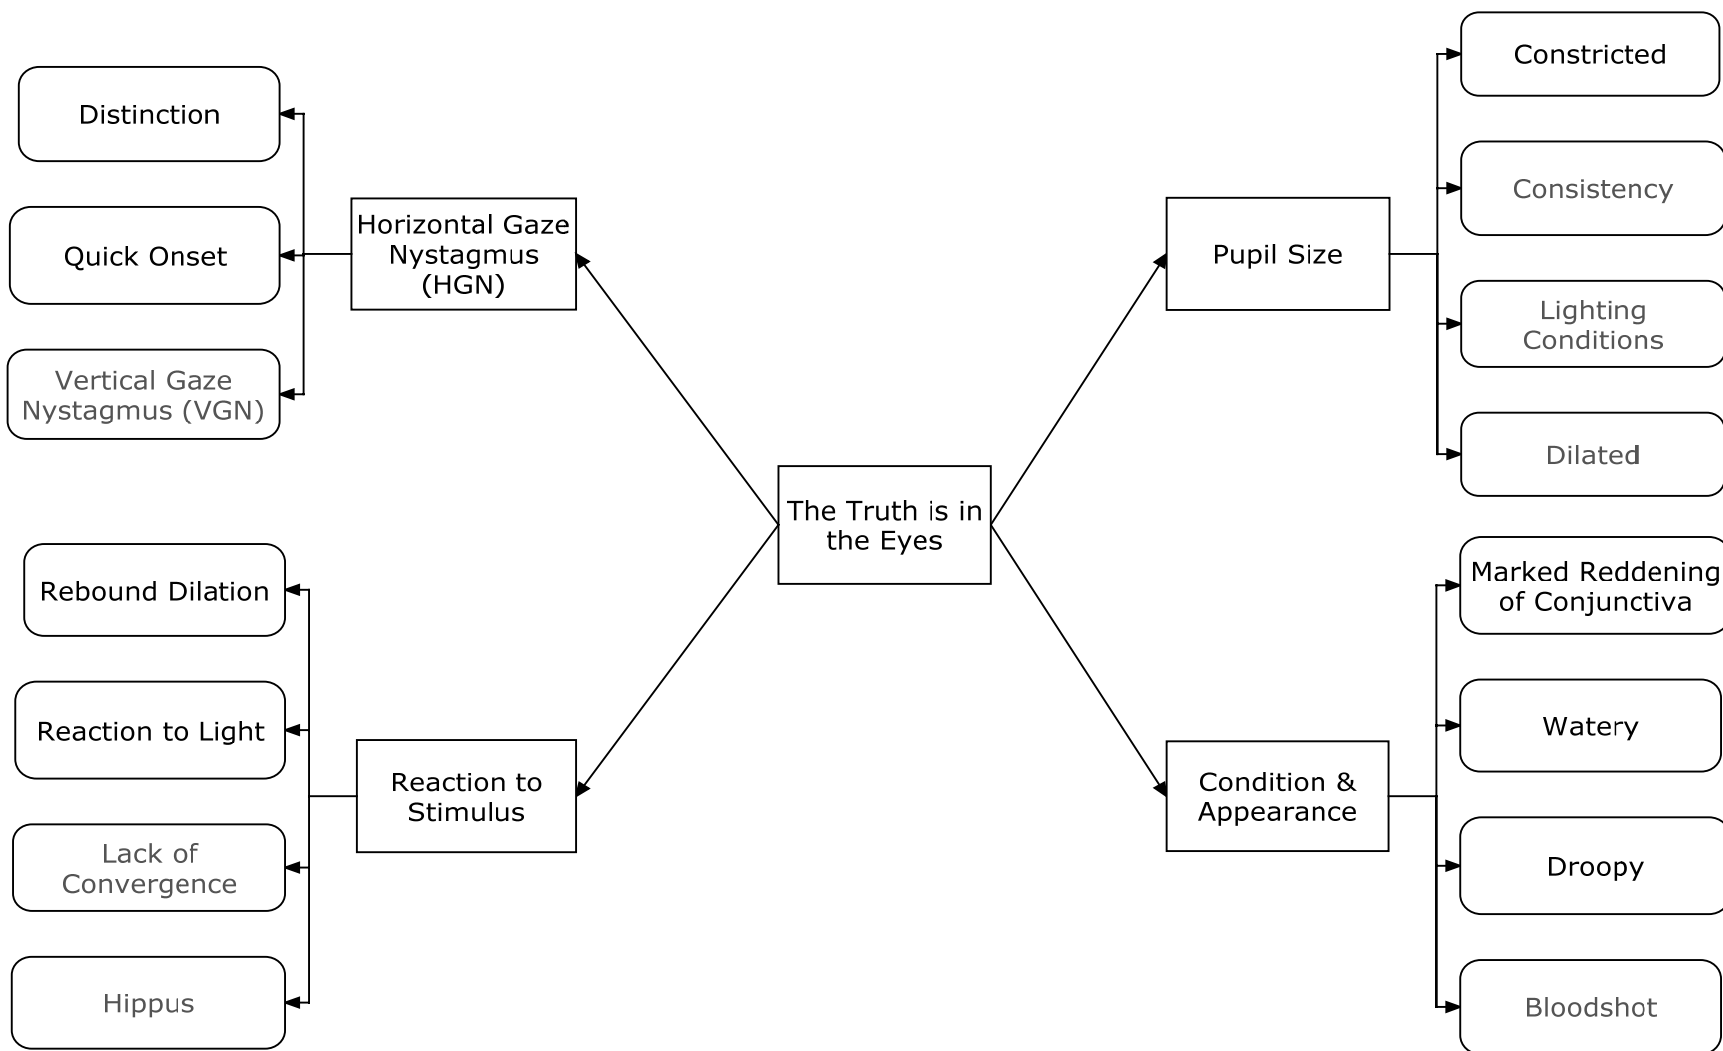 Distinction
Quick Onset
Vertical Gaze
Nystagmus (VGN)
Horizontal Gaze
Nystagmus
(HGN)
Rebound Dilation
Reaction to Light
Lack of
Convergence
Hippus
Reaction to
Stimulus
The Truth is in
the Eyes
Pupil Size
Constricted
Consistency
Lighting
Conditions
Dilated
Condition &
Appearance
Marked Reddening
of Conjunctiva
Watery
Droopy
Bloodshot